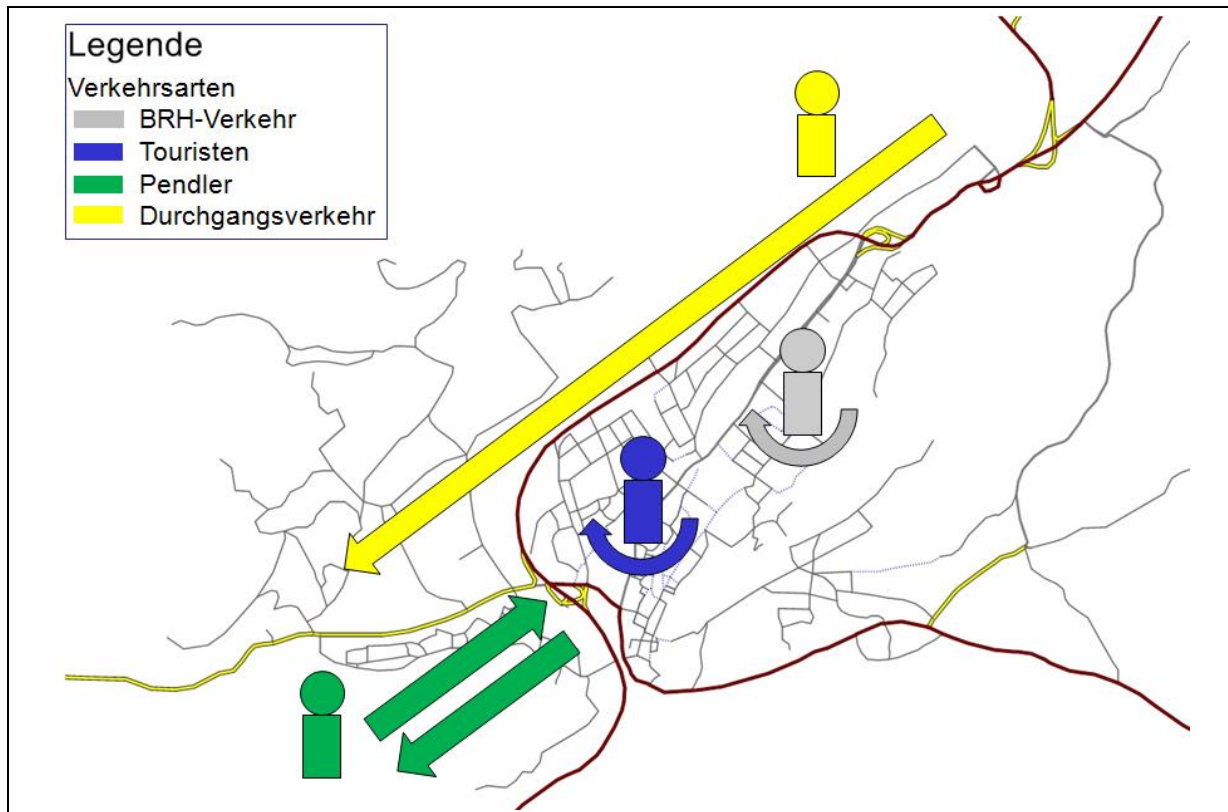 Legende
Verkehrsarten
BRH-Verkehr
Touristen
Pendler
Durchgangsverkehr